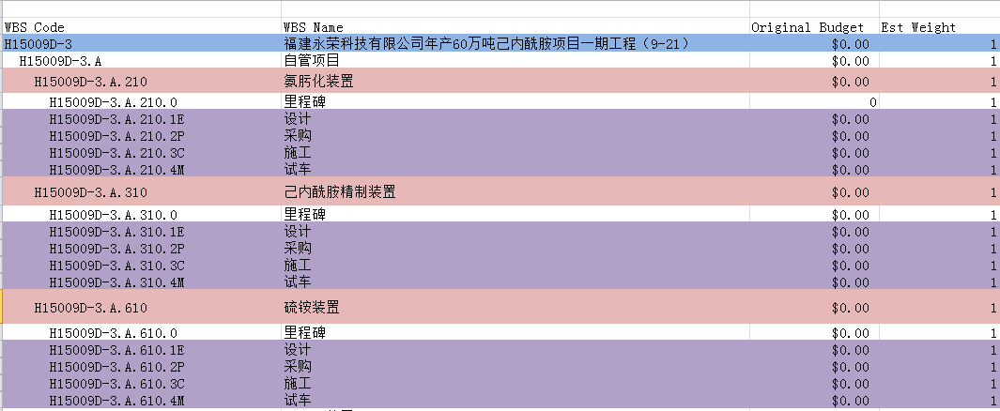 WBS Code WBS Name Original Budget Est Weight
H15009D-3 福建永荣科技有限公司年产60万吨己内酰胺项目一期工程（9-21） $0.00 1
H15009D-3.A 自管项目 $0.00 1
H15009D-3.A.210 氨肟化装置 $0.00 1
H15009D-3.A.210.0 里程碑 0 1
H15009D-3.A.210.1E 设计 $0.00 1
H15009D-3.A.210.2P 采购 $0.00 1
H15009D-3.A.210.3C 施工 $0.00 1
H15009D-3.A.210.4M 试车 $0.00 1
H15009D-3.A.310 己内酰胺精制装置 $0.00 1
H15009D-3.A.310.0 里程碑 $0.00 1
H15009D-3.A.310.1E 设计 $0.00 1
H15009D-3.A.310.2P 采购 $0.00 1
H15009D-3.A.310.3C 施工 $0.00 1
H15009D-3.A.310.4M 试车 $0.00 1
H15009D-3.A.610 硫铵装置 $0.00 1
H15009D-3.A.610.0 里程碑 $0.00 1
H15009D-3.A.610.1E 设计 $0.00 1
H15009D-3.A.610.2P 采购 $0.00 1
H15009D-3.A.610.3C 施工 $0.00 1
H15009D-3.A.610.4M 试车 $0.00 1